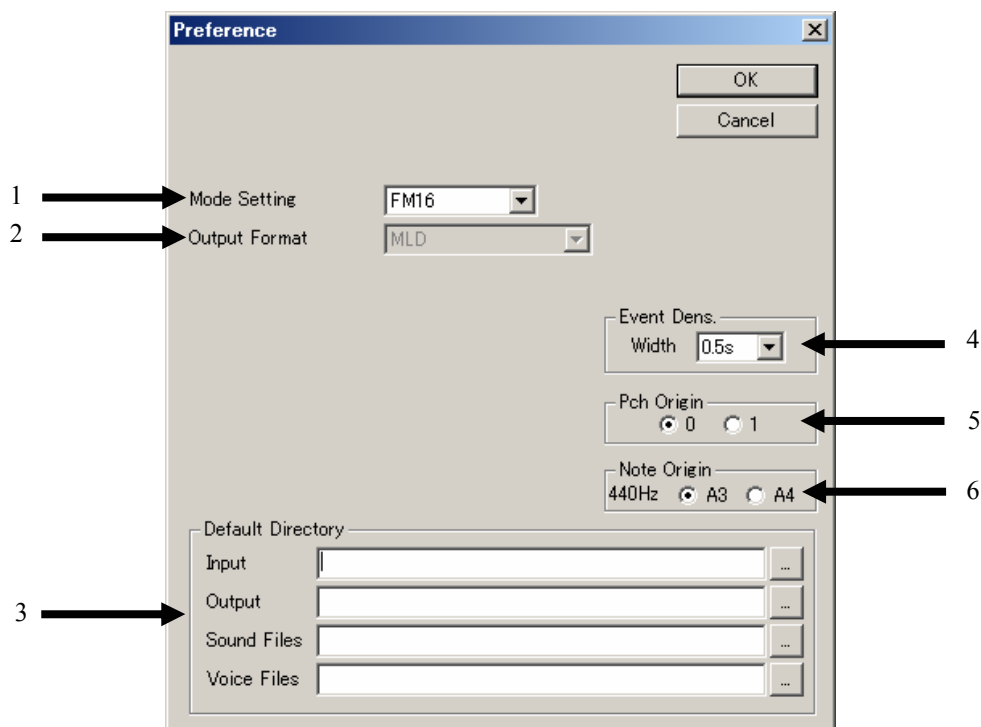 Preference
OK
Cancel
1 Mode Setting FM16
2 Output Format MLD
Event Dens.
Width 0.5s 4
Pch Origin
0 1 5
Note Origin
440Hz A3 A4 6
Default Directory
Input ...
Output ...
3
Sound Files ...
Voice Files ...